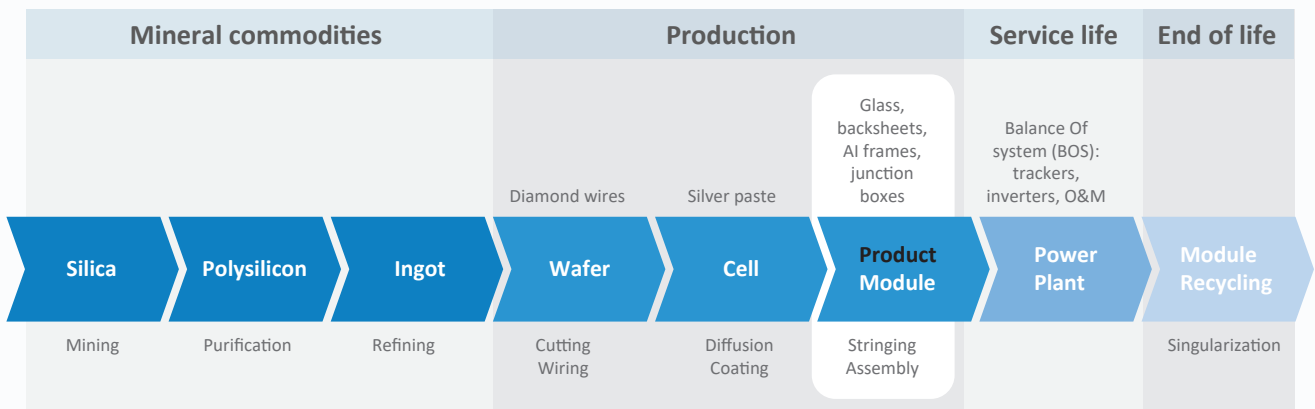 Mineral commodities
Production
Service life
End of life
Glass,
backsheets,
AI frames,
junction
boxes
Balance Of
system (BOS):
trackers,
inverters, O&M
Diamond wires
Silver paste
Silica
Polysilicon
Ingot
Wafer
Cell
Product
Module
Power
Plant
Module
Recycling
Mining
Purification
Refining
Cutting
Wiring
Diffusion
Coating
Stringing
Assembly
Singularization